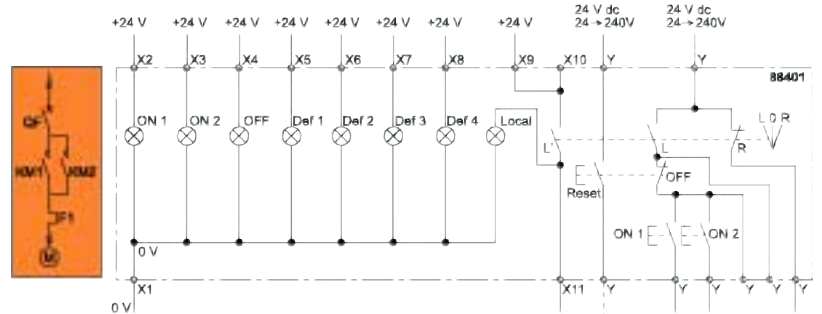 24 V dc 24 V dc
+24 V +24 V +24 V +24 V +24 V +24 V +24 V +24 V 24→240V 24→240V
X2 X3 X4 X5 X6 X7 X8 X9 X10 Y Y
88401
ON 1 ON 2 OFF Def 1 Def 2 Def 3 Def 4 Local L O R
QF
L' L R
KM1 KM2
OFF
Reset
F1
ON 1 ON 2
0 V
M
X1 X11 Y Y Y Y Y Y
0 V